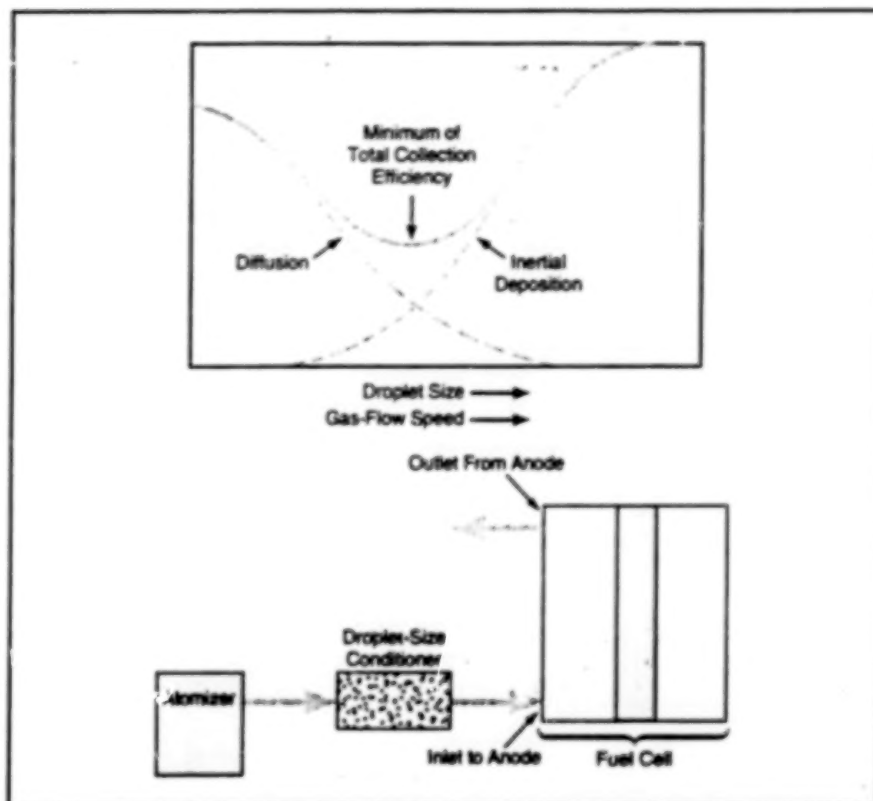 Minimum of
Total Collection
Efficiency
Diffusion
Inertial
Deposition
Droplet Size
Gas-Flow Speed
Outlet From Anode
Droplet-Size
Conditioner
Atomizer
Inlet to Anode
Fuel Cell